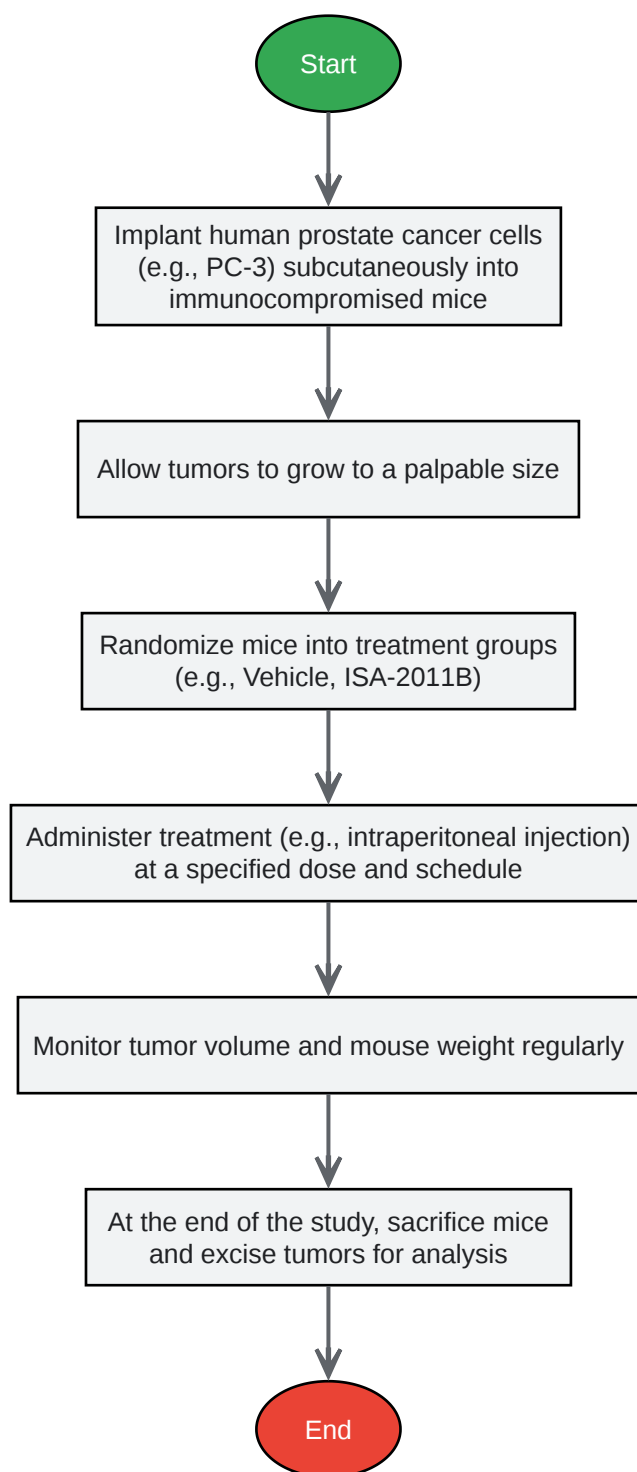 Start
Implant human prostate cancer cells
(e.g., PC-3) subcutaneously into
immunocompromised mice
Allow tumors to grow to a palpable size
Randomize mice into treatment groups
(e.g., Vehicle, ISA-2011B)
Administer treatment (e.g., intraperitoneal injection)
at a specified dose and schedule
Monitor tumor volume and mouse weight regularly
At the end of the study, sacrifice mice
and excise tumors for analysis
End